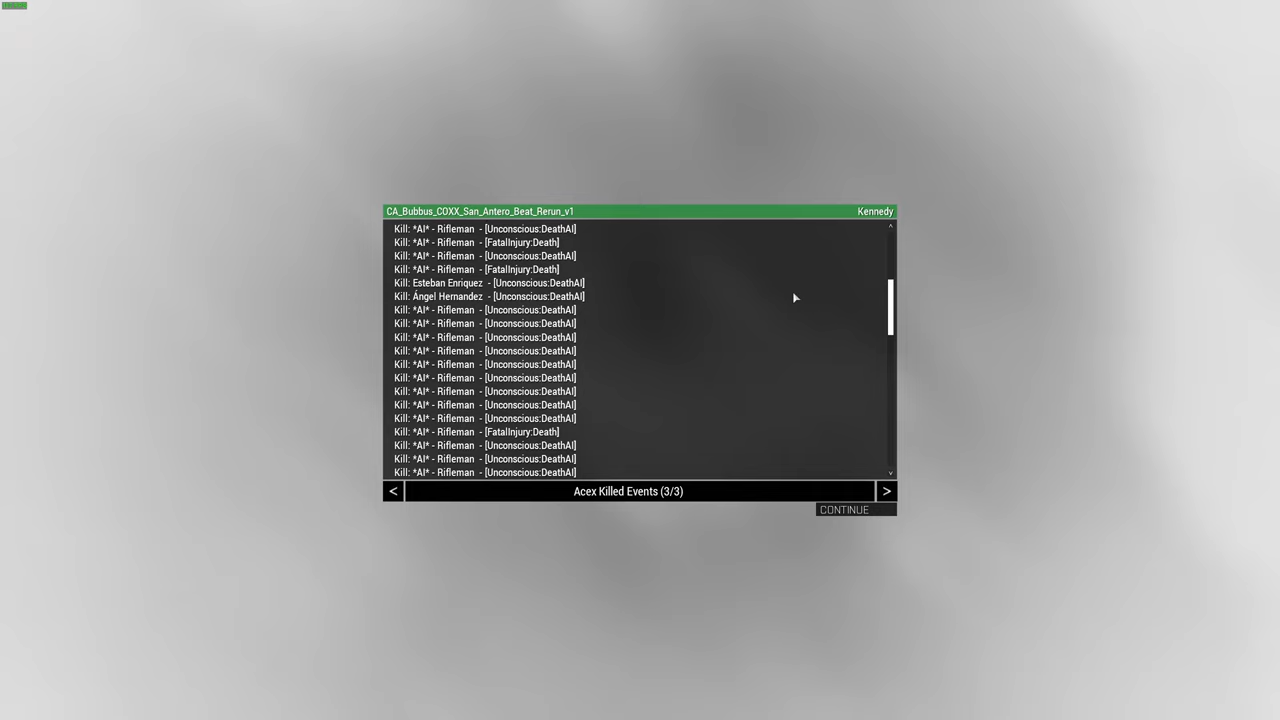 CA_Bubbus_COXX_San_Antero_Beat_Rerun_v1 Kennedy
Kill: *AI* - Rifleman - [Unconscious:DeathAI]
Kill: *AI* - Rifleman - [FatalInjury:Death]
Kill: *AI* - Rifleman - [Unconscious:DeathAI]
Kill: *AI* - Rifleman - [FatalInjury:Death]
Kill: Esteban Enriquez - [Unconscious:DeathAI]
Kill: Ángel Hernandez - [Unconscious:DeathAI]
Kill: *AI* - Rifleman - [Unconscious:DeathAI]
Kill: *AI* - Rifleman - [Unconscious:DeathAI]
Kill: *AI* - Rifleman - [Unconscious:DeathAI]
Kill: *AI* - Rifleman - [Unconscious:DeathAI]
Kill: *AI* - Rifleman - [Unconscious:DeathAI]
Kill: *AI* - Rifleman - [Unconscious:DeathAI]
Kill: *AI* - Rifleman - [Unconscious:DeathAI]
Kill: *AI* - Rifleman - [Unconscious:DeathAI]
Kill: *AI* - Rifleman - [Unconscious:DeathAI]
Kill: *AI* - Rifleman - [FatalInjury:Death]
Kill: *AI* - Rifleman - [Unconscious:DeathAI]
Kill: *AI* - Rifleman - [Unconscious:DeathAI]
Kill: *AI* - Rifleman - [Unconscious:DeathAI]
< Acex Killed Events (3/3) >
CONTINUE